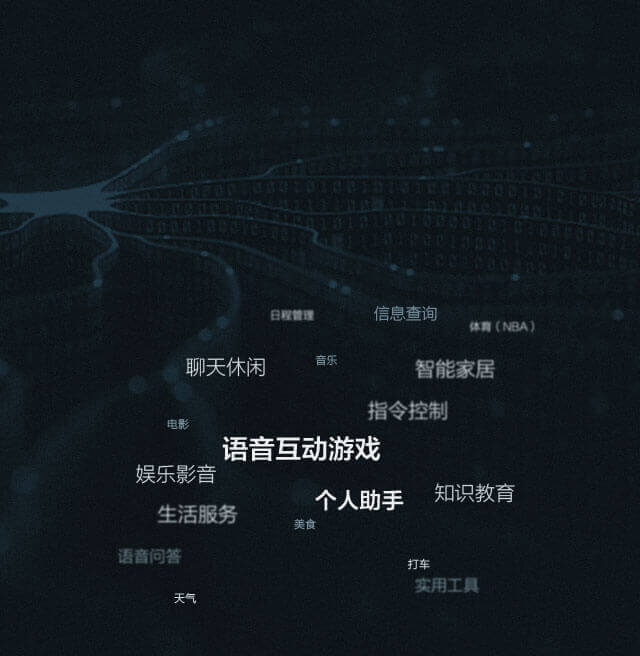 日程管理
信息查询
体育（NBA）
音乐
聊天休闲
智能家居
指令控制
电影
语音互动游戏
娱乐影音
知识教育
个人助手
生活服务
美食
语音问答
打车
实用工具
天气